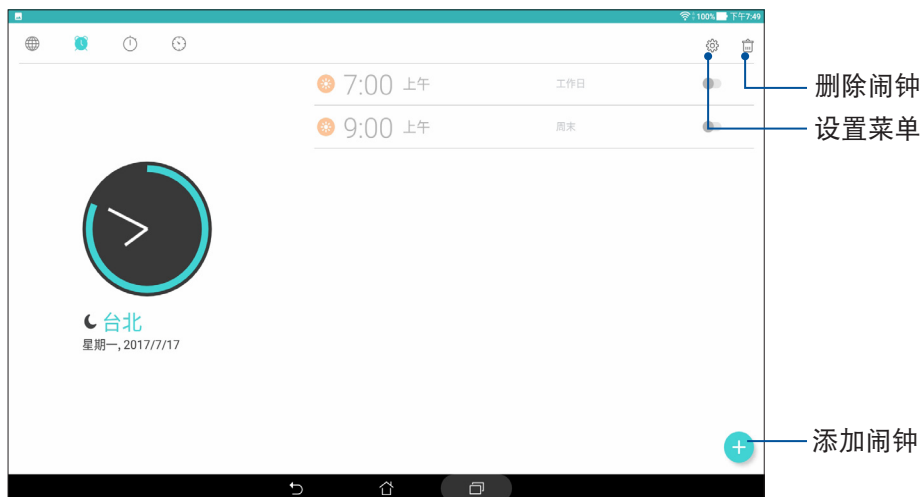 100% 下午7:49
7:00 上午 工作日
删除闹钟
设置菜单
9:00 上午 周末
台北
星期一, 2017/7/17
添加闹钟